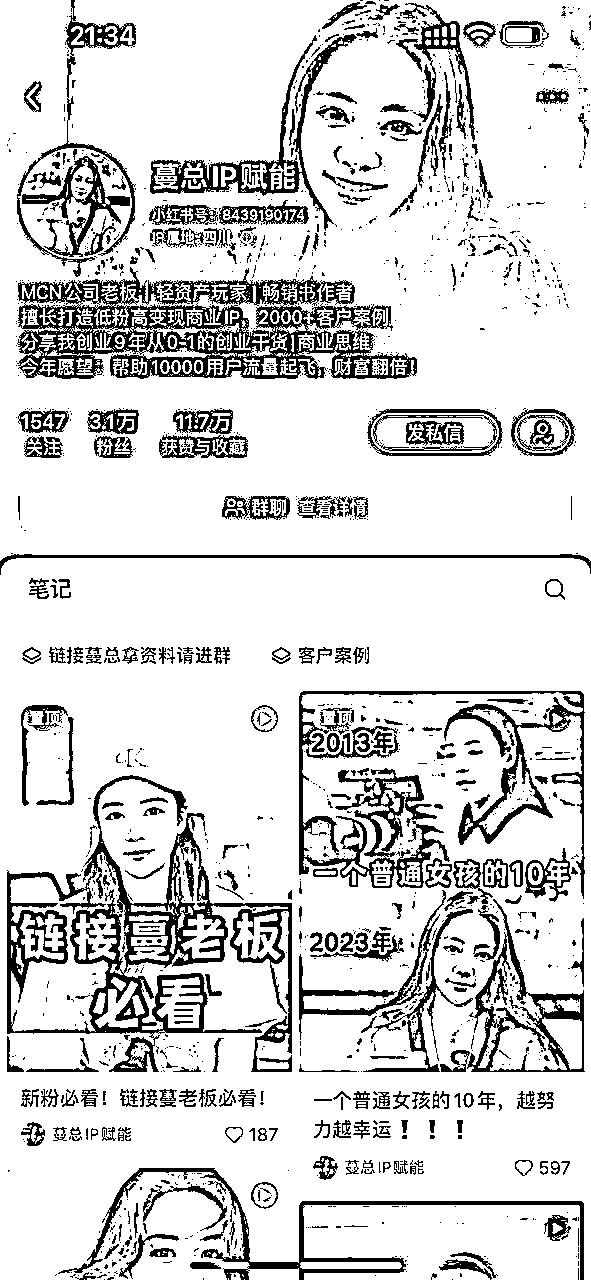 21:34
蔓总IP赋能
小红书号：8439190174
IP属地：四川
MCN公司老板|轻资产玩家|畅销书作者
擅长打造低粉高变现商业IP，2000+客户案例
分享我创业9年从0-1的创业干货|商业思维
今年愿望：帮助10000用户流量起飞，财富翻倍！
1547 3.1万 11.7万
关注 粉丝 获赞与收藏
发私信
群聊 查看详情
笔记
链接蔓总拿资料请进群 客户案例
置顶
4K
链接蔓老板
必看
新粉必看！链接蔓老板必看！
蔓总IP赋能 187
置顶
2013年
一个普通女孩的10年
2023年
一个普通女孩的10年，越努
力越幸运！！！
蔓总IP赋能 597